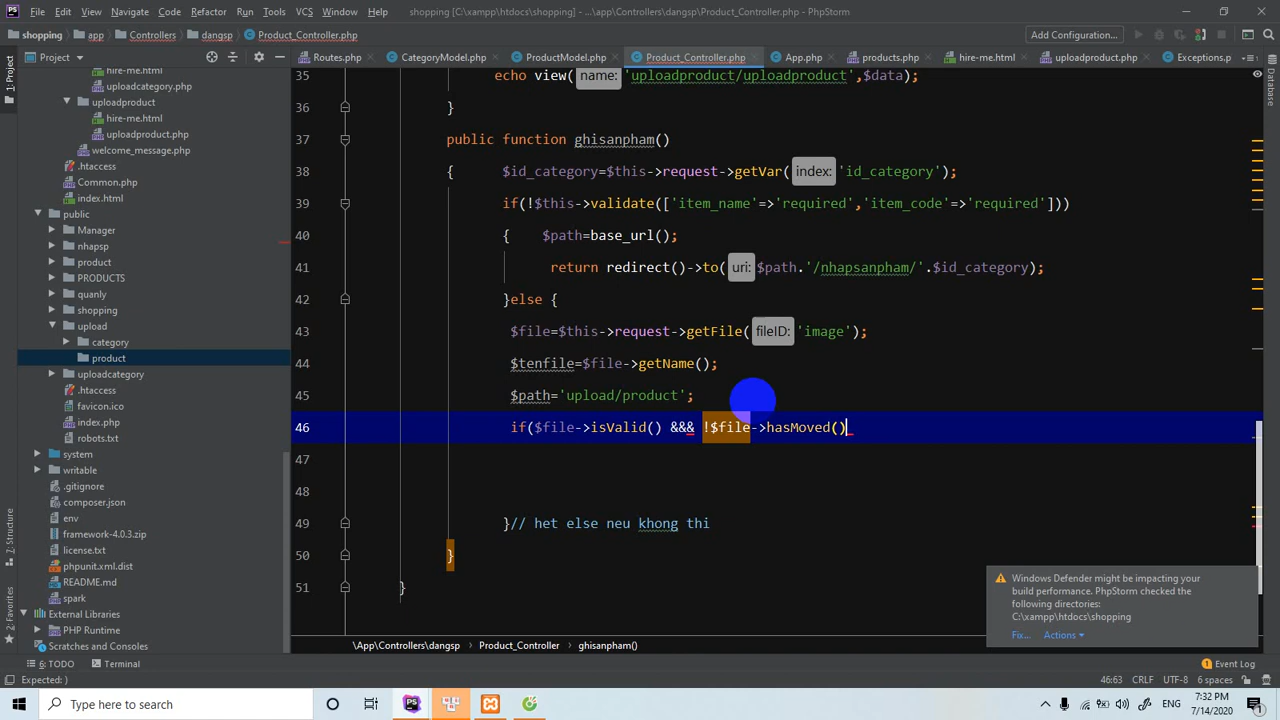 File Edit View Navigate Code Refactor Run Tools VCS Window Help shopping [C:\xampp\htdocs\shopping] - ...\app\Controllers\dangsp\Product_Controller.php - PhpStorm
shopping app Controllers dangsp Product_Controller.php Add Configuration...
Project Routes.php CategoryModel.php ProductModel.php Product_Controller.php App.php products.php hire-me.html uploadproduct.php Exceptions.p
1: Project
7: Structure
2: Favorites
Database
hire-me.html
uploadcategory.php
uploadproduct
hire-me.html
uploadproduct.php
welcome_message.php
.htaccess
Common.php
index.html
public
Manager
nhapsp
product
PRODUCTS
quanly
shopping
upload
category
product
uploadcategory
.htaccess
favicon.ico
index.php
robots.txt
system
writable
.gitignore
composer.json
env
framework-4.0.3.zip
license.txt
phpunit.xml.dist
README.md
spark
External Libraries
PHP Runtime
Scratches and Consoles
35 echo view( name: 'uploadproduct/uploadproduct',$data);
36 }
37 public function ghisanpham()
38 { $id_category=$this->request->getVar( index: 'id_category');
39 if(!$this->validate(['item_name'=>'required','item_code'=>'required']))
40 { $path=base_url();
41 return redirect()->to( uri: $path.'/nhapsanpham/'.$id_category);
42 }else {
43 $file=$this->request->getFile( fileID: 'image');
44 $tenfile=$file->getName();
45 $path='upload/product';
46 if($file->isValid() &&& !$file->hasMoved()
47
48
49 }// het else neu khong thi
50 }
51 }
Windows Defender might be impacting your
build performance. PhpStorm checked the
following directories:
C:\xampp\htdocs\shopping
Fix... Actions
\App\Controllers\dangsp Product_Controller ghisanpham()
6: TODO Terminal 1 Event Log
Expected: ) 46:63 CRLF UTF-8 6 spaces
Type here to search ENG 7:32 PM
7/14/2020 1